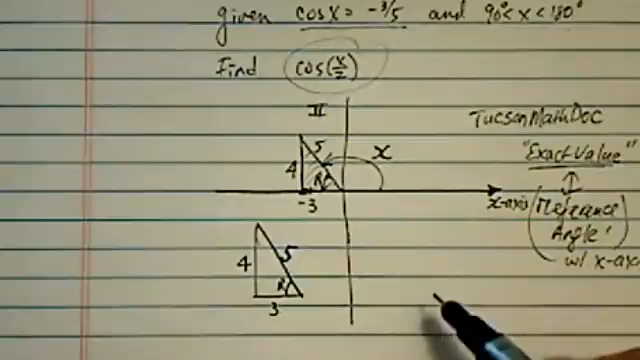 given cos x = -3/5 and 90° < x < 180°
Find cos(x/2)
II
TucsonMathDoc
5
x
"Exact Value"
4
R
-3
x-axis
(Reference
Angle'
w/ x-ax
4
5
R
3